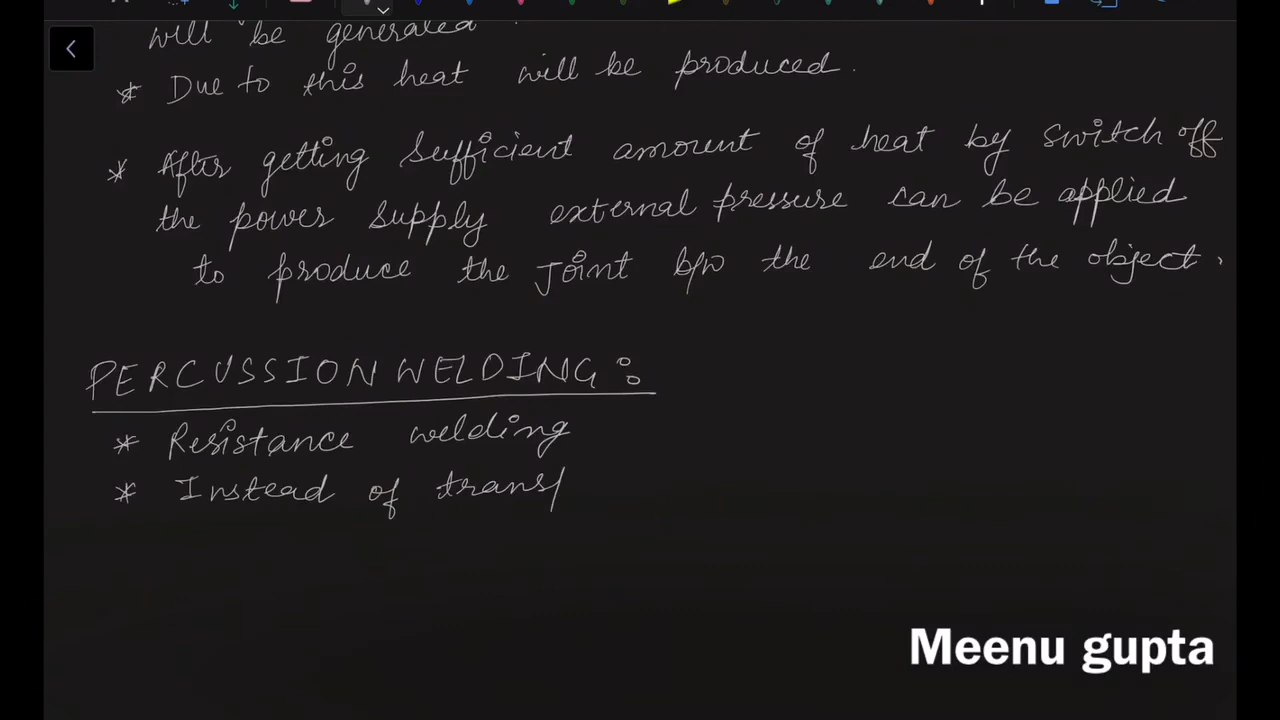 will be generated.
* Due to this heat will be produced.
* After getting sufficient amount of heat by switch off
the power supply external pressure can be applied
to produce the joint b/w the end of the object.
PERCUSSION WELDING :
* Resistance welding
* Instead of transf
Meenu gupta